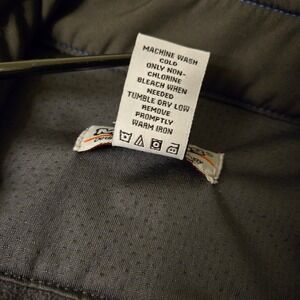 MACHINE WASH
COLD
ONLY NON-
CHLORINE
BLEACH WHEN
NEEDED
TUMBLE DRY LOW
REMOVE
PROMPTLY
WARM IRON